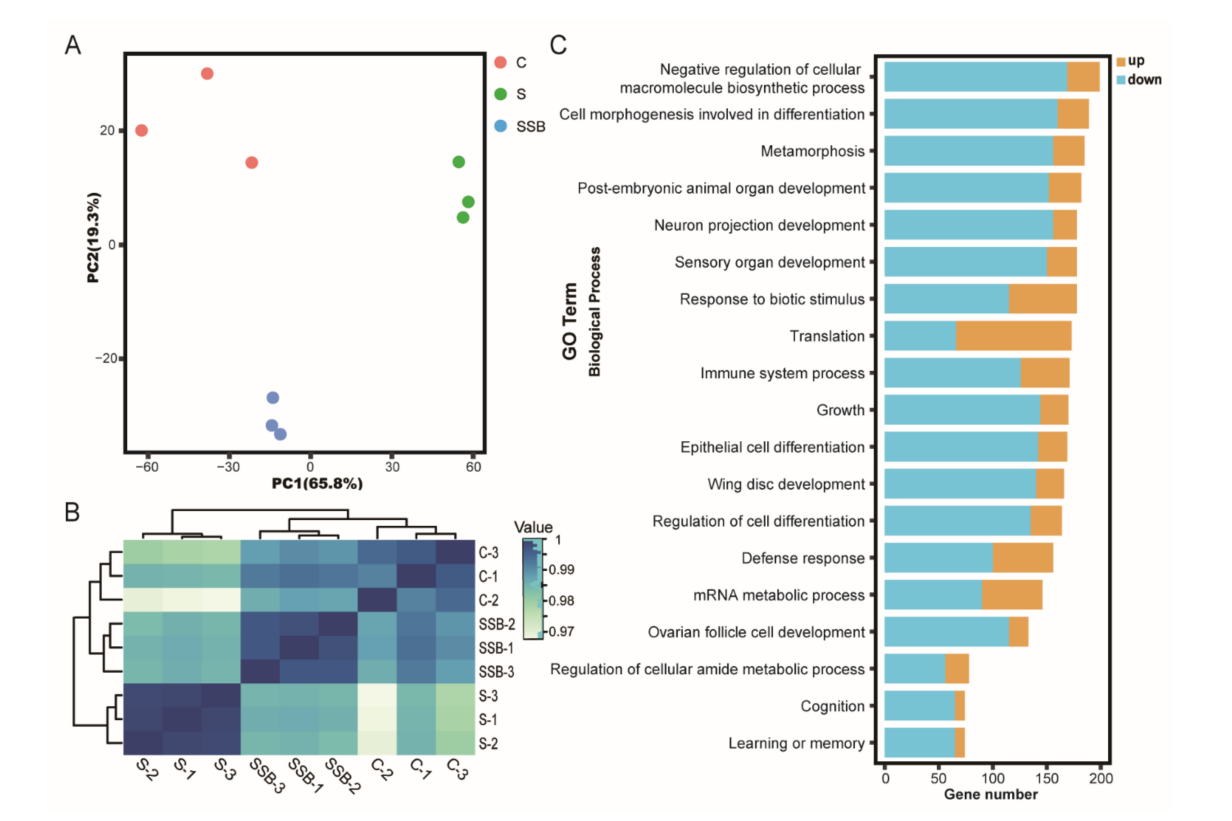 A
C
S
SSB
20
0
−20
PC2(19.3%)
−60
−30
0
30
60
PC1(65.8%)
B
Value
1
0.99
0.98
0.97
C-3
C-1
C-2
SSB-2
SSB-1
SSB-3
S-3
S-1
S-2
S-2
S-1
S-3
SSB-3
SSB-1
SSB-2
C-2
C-1
C-3
C
up
down
GO Term
Biological Process
Negative regulation of cellular
macromolecule biosynthetic process
Cell morphogenesis involved in differentiation
Metamorphosis
Post-embryonic animal organ development
Neuron projection development
Sensory organ development
Response to biotic stimulus
Translation
Immune system process
Growth
Epithelial cell differentiation
Wing disc development
Regulation of cell differentiation
Defense response
mRNA metabolic process
Ovarian follicle cell development
Regulation of cellular amide metabolic process
Cognition
Learning or memory
0
50
100
150
200
Gene number